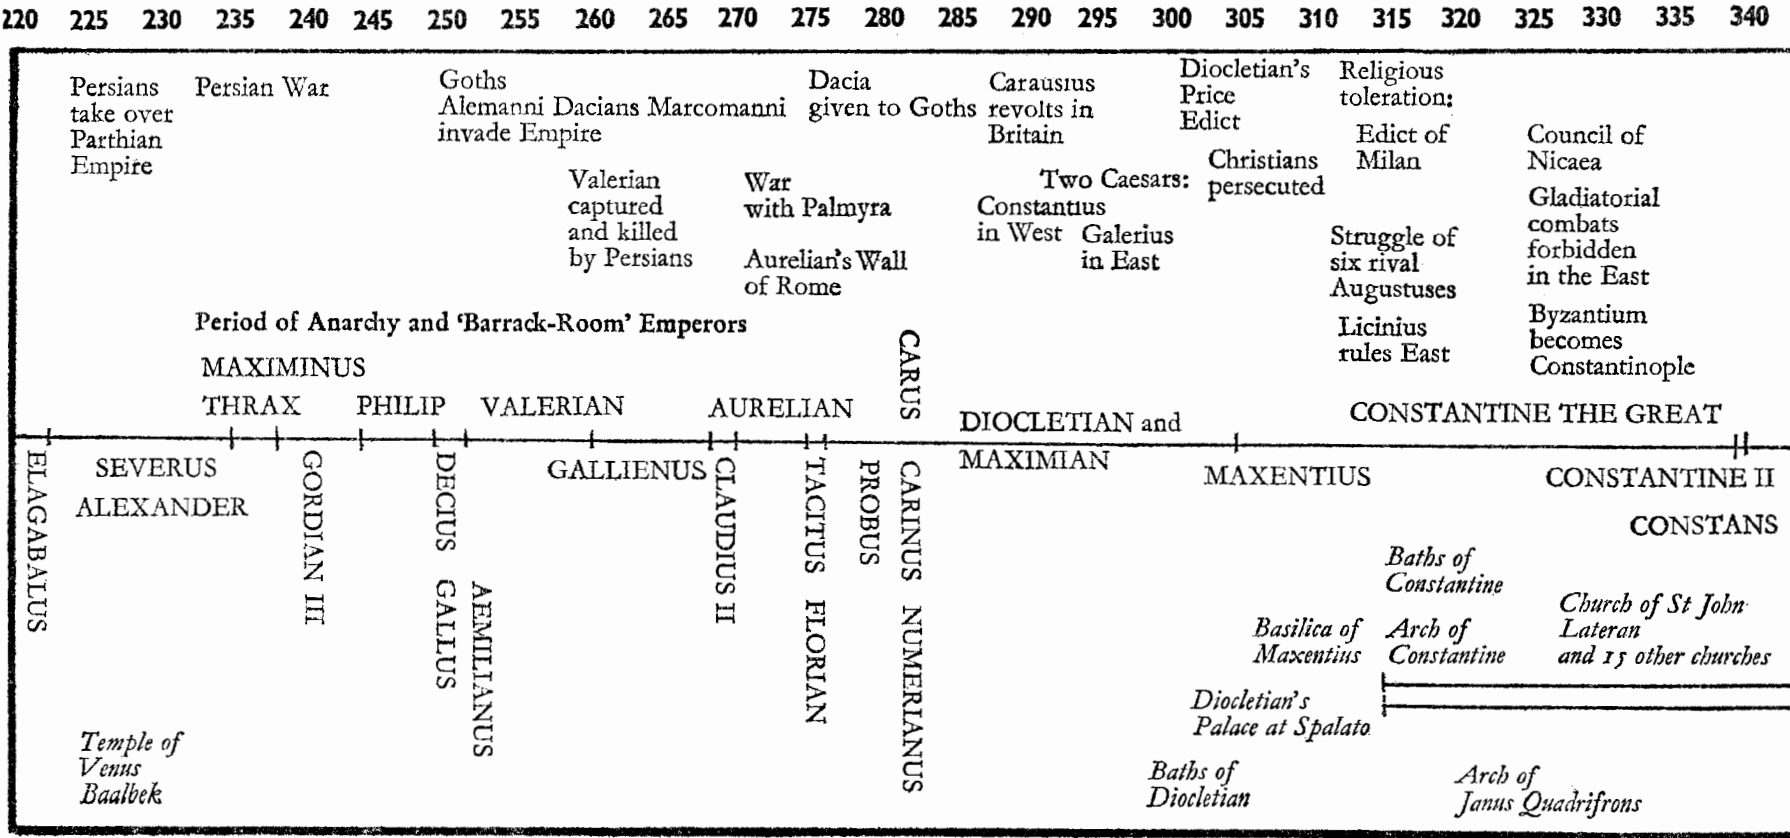 220 225 230 235 240 245 250 255 260 265 270 275 280 285 290 295 300 305 310 315 320 325 330 335 340
Persians
take over
Parthian
Empire
Persian War
Goths
Alemanni Dacians Marcomanni
invade Empire
Valerian
captured
and killed
by Persians
War
with Palmyra
Aurelian's Wall
of Rome
Dacia
given to Goths
Carausius
revolts in
Britain
Two Caesars:
Constantius
in West
Galerius
in East
Diocletian's
Price
Edict
Christians
persecuted
Religious
toleration:
Edict of
Milan
Struggle of
six rival
Augustuses
Licinius
rules East
Council of
Nicaea
Gladiatorial
combats
forbidden
in the East
Byzantium
becomes
Constantinople
Period of Anarchy and 'Barrack-Room' Emperors
MAXIMINUS
THRAX
PHILIP
VALERIAN
AURELIAN
CARUS
DIOCLETIAN and
MAXIMIAN
CONSTANTINE THE GREAT
ELAGABALUS
SEVERUS
ALEXANDER
GORDIAN III
DECIUS
GALLUS
AEMILIANUS
GALLIENUS
CLAUDIUS II
TACITUS
FLORIAN
PROBUS
CARINUS
NUMERIANUS
MAXENTIUS
CONSTANTINE II
CONSTANS
Temple of
Venus
Baalbek
Baths of
Diocletian
Diocletian's
Palace at Spalato
Basilica of
Maxentius
Baths of
Constantine
Arch of
Constantine
Church of St John
Lateran
and 15 other churches
Arch of
Janus Quadrifrons